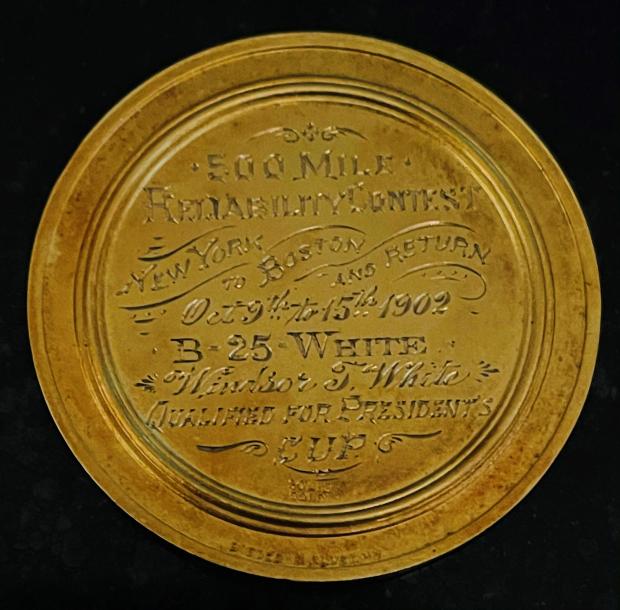 500 MILE
RELIABILITY CONTEST
NEW YORK TO BOSTON AND RETURN
Oct 9th to 15th 1902
B-25-WHITE
Windsor T. White
QUALIFIED FOR PRESIDENT'S
CUP